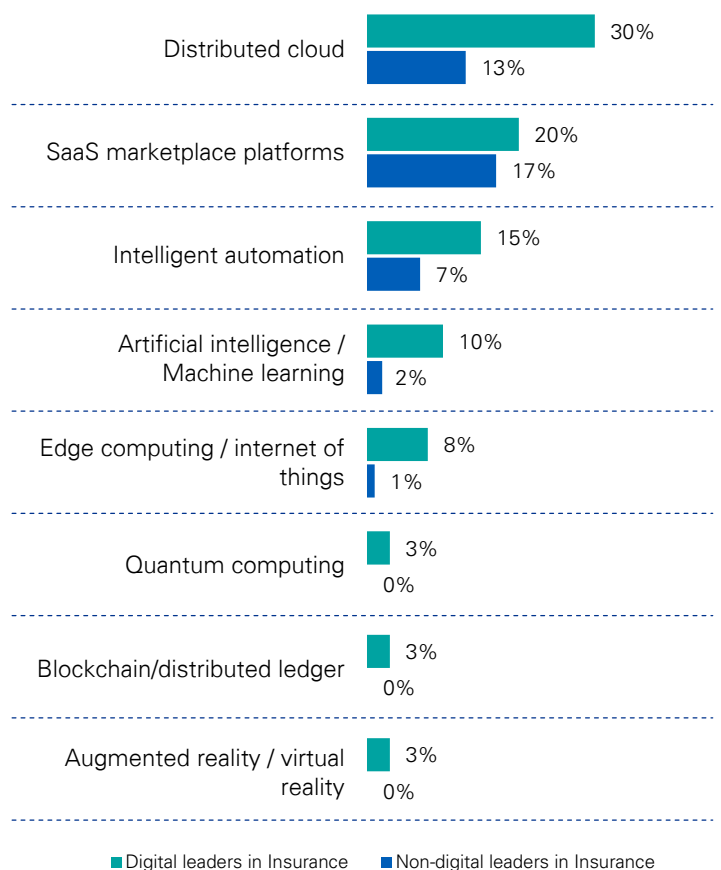 Distributed cloud
30%
13%
SaaS marketplace platforms
20%
17%
Intelligent automation
15%
7%
Artificial intelligence /
Machine learning
10%
2%
Edge computing / internet of
things
8%
1%
Quantum computing
3%
0%
Blockchain/distributed ledger
3%
0%
Augmented reality / virtual
reality
3%
0%
Digital leaders in Insurance
Non-digital leaders in Insurance